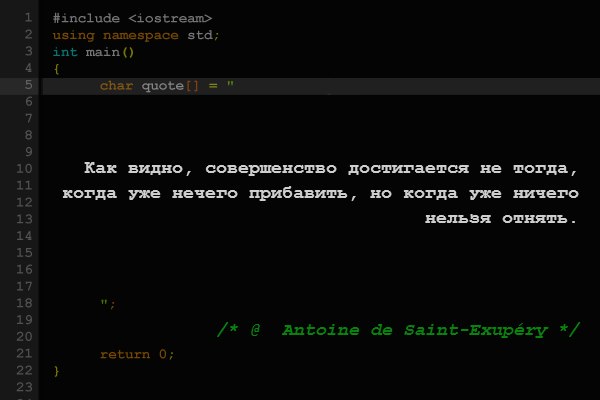 1 #include <iostream>
2 using namespace std;
3 int main()
4 {
5 char quote[] = "
6
7
8
9
10 Как видно, совершенство достигается не тогда,
11 когда уже нечего прибавить, но когда уже ничего
12
13 нельзя отнять.
14
15
16
17
18 ";
19 /* @ Antoine de Saint-Exupéry */
20
21 return 0;
22 }
23